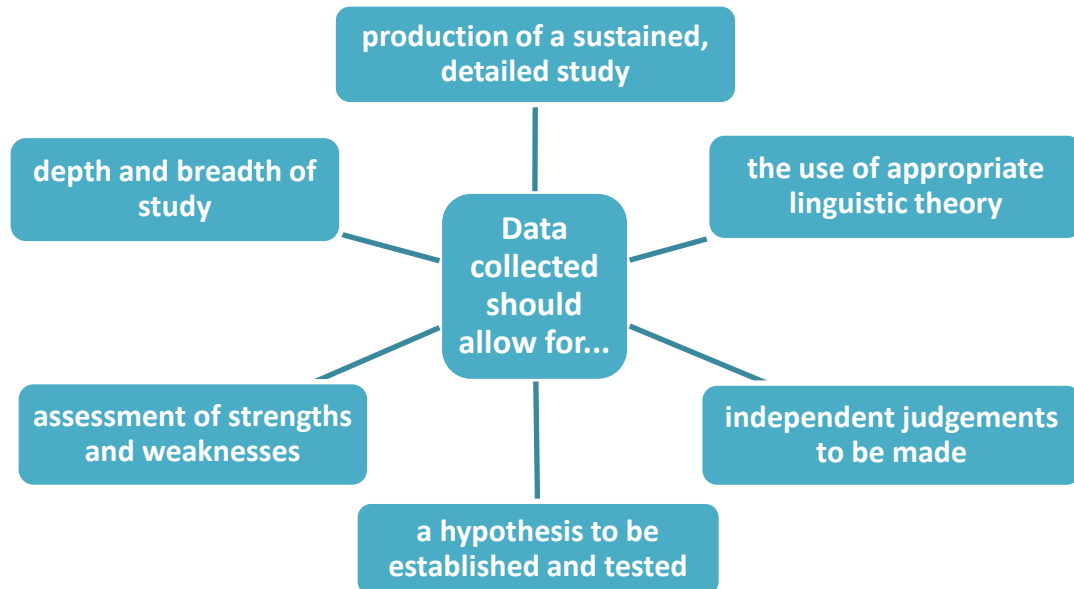 production of a sustained,
detailed study
the use of appropriate
linguistic theory
independent judgements
to be made
a hypothesis to be
established and tested
assessment of strengths
and weaknesses
depth and breadth of
study
Data
collected
should
allow for...